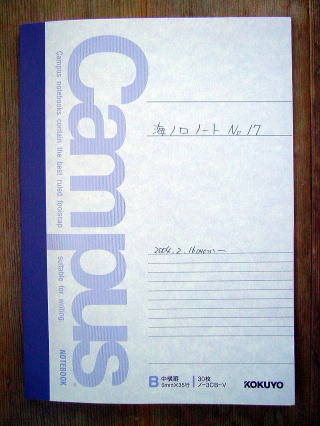 Campus
Campus notebooks contain the best ruled foolscap suitable for writing.
NOTEBOOK
海ノロノート No.17
2004.2.16
B 中横罫 6mm×35行
30枚 ノ-3CB-V
KOKUYO